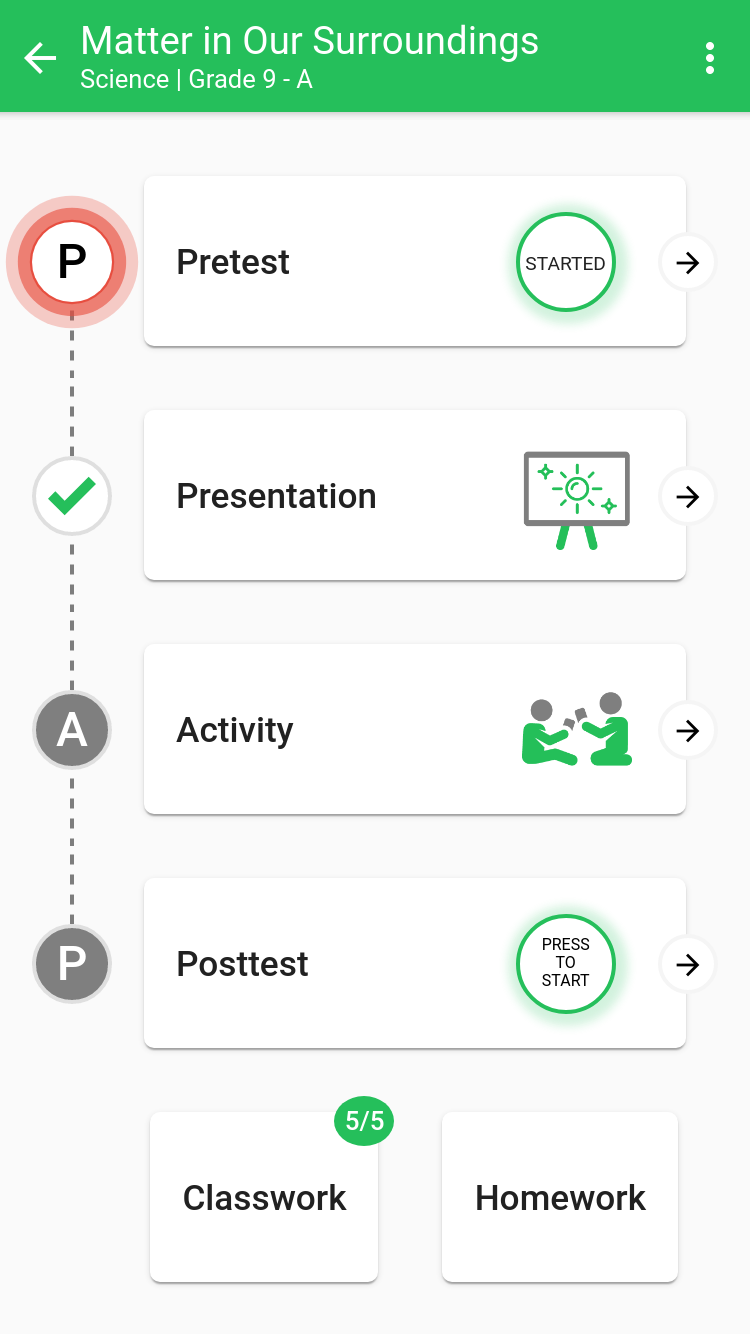 Matter in Our Surroundings
Science | Grade 9 - A
P
Pretest
STARTED
Presentation
A
Activity
P
Posttest
PRESS
TO
START
5/5
Classwork
Homework